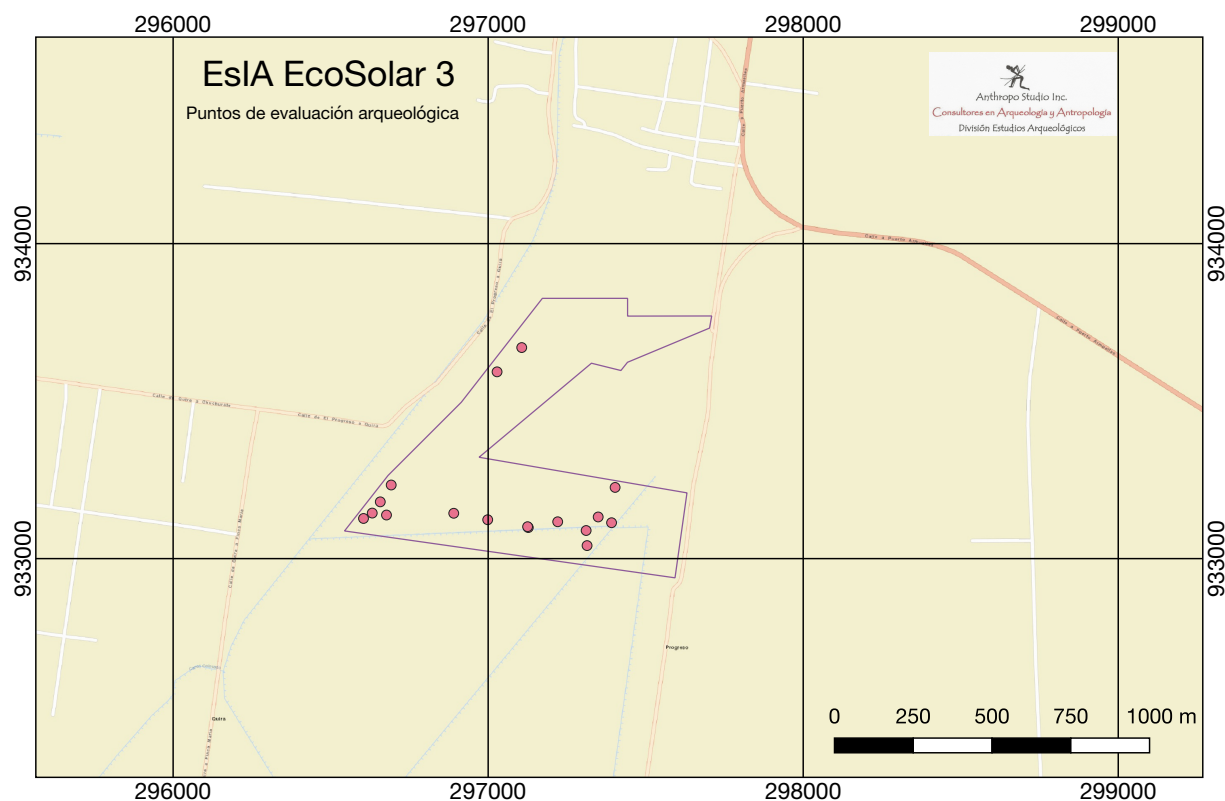 296000 297000 298000 299000
EsIA EcoSolar 3
Puntos de evaluación arqueológica
Anthropo Studio Inc.
Consultores en Arqueología y Antropología
División Estudios Arqueológicos
934000 934000
933000 933000
Progreso
Quira
0 250 500 750 1000 m
296000 297000 298000 299000